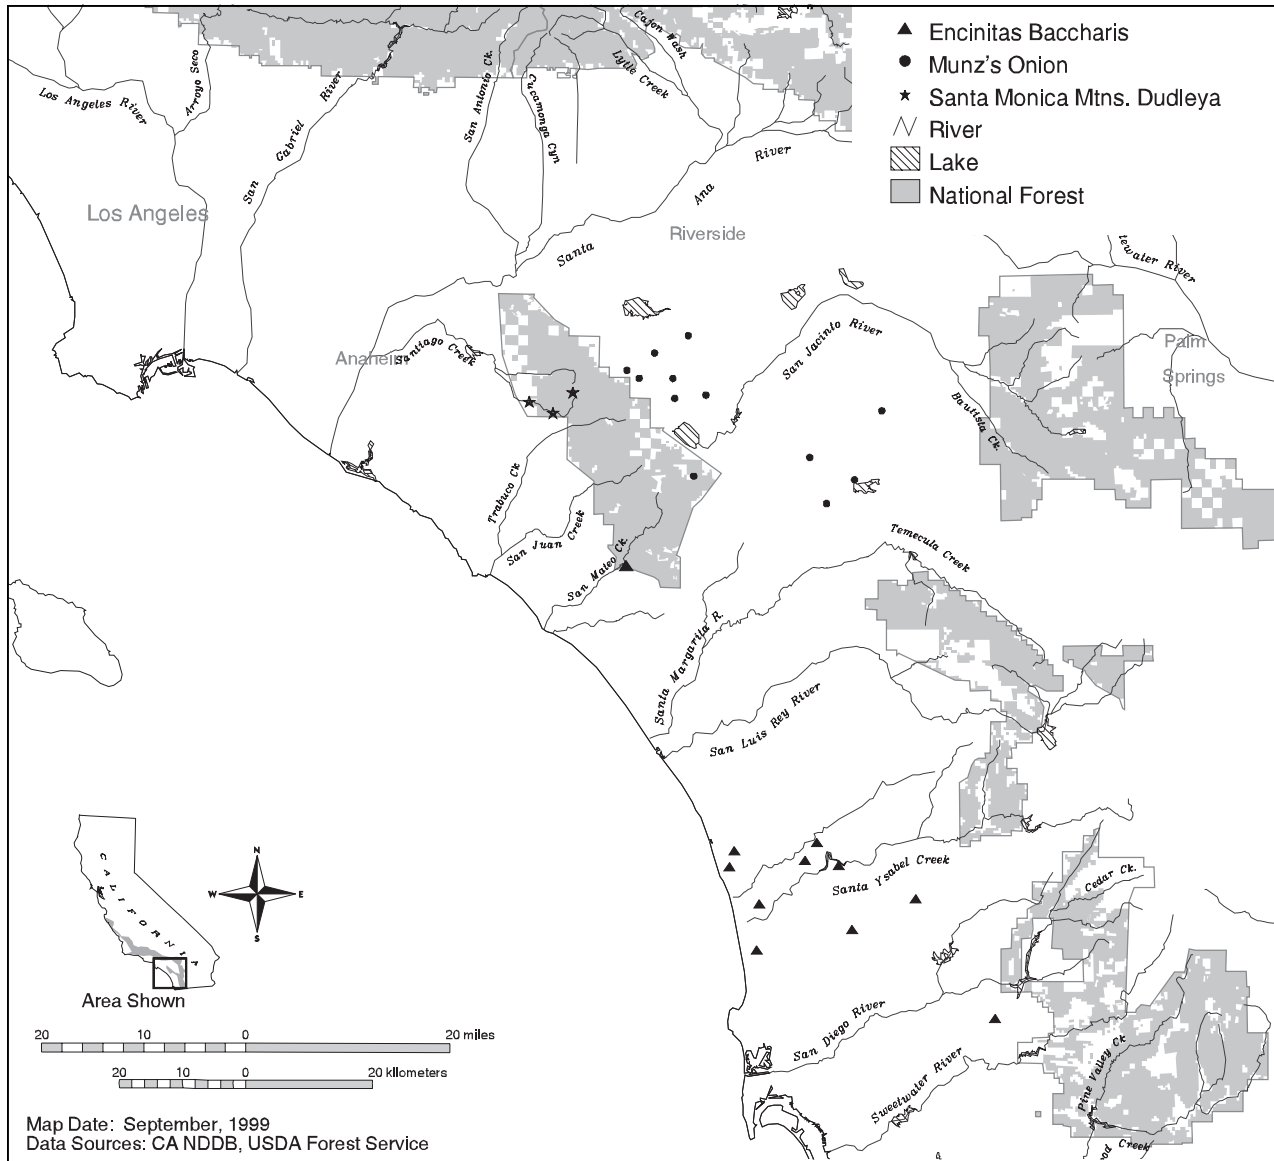 Encinitas Baccharis
Munz's Onion
Santa Monica Mtns. Dudleya
River
Lake
National Forest
Los Angeles River
Arroyo Seco
San Gabriel River
San Antonio Ck.
Cucamonga Cyn
Lytle Creek
Cajon Wash
Santa Ana River
Los Angeles
Riverside
Anaheim
Santiago Creek
San Jacinto River
tewater River
Palm
Springs
Bautista Ck.
Trabuco Ck
San Juan Creek
San Mateo Ck.
Temecula Creek
Santa Margarita R.
San Luis Rey River
Santa Ysabel Creek
Cedar Ck.
San Diego River
Sweetwater River
Pine Valley Ck
ood Creek
CALIFORNIA
N
W E
S
Area Shown
20 10 0 20 miles
20 10 0 20 kilometers
Map Date: September, 1999
Data Sources: CA NDDB, USDA Forest Service